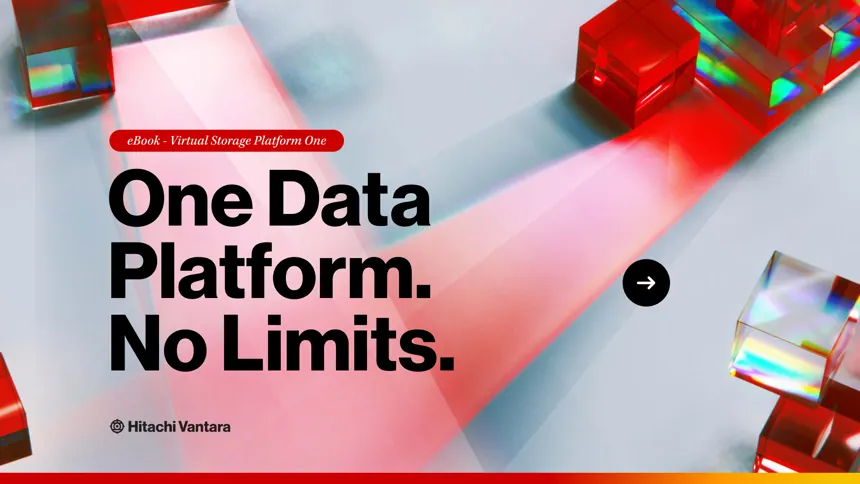 eBook - Virtual Storage Platform One
One Data
Platform.
No Limits.
Hitachi Vantara